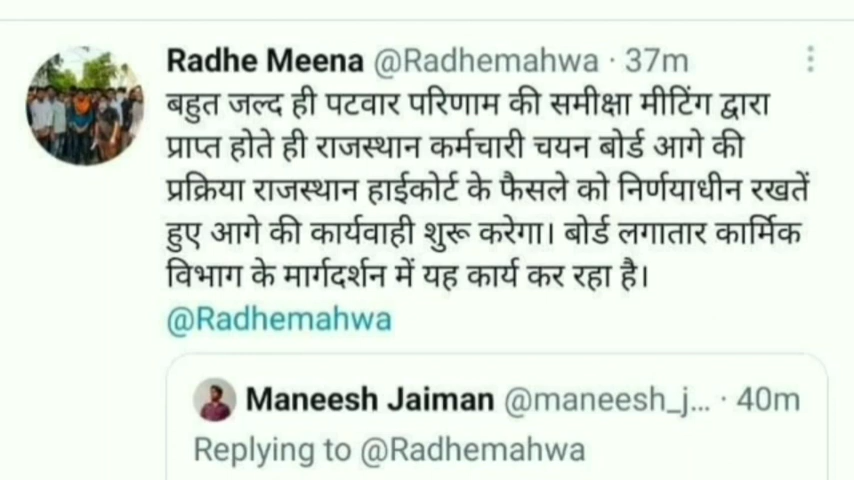 Radhe Meena @Radhemahwa · 37m
बहुत जल्द ही पटवार परिणाम की समीक्षा मीटिंग द्वारा
प्राप्त होते ही राजस्थान कर्मचारी चयन बोर्ड आगे की
प्रक्रिया राजस्थान हाईकोर्ट के फैसले को निर्णयाधीन रखतें
हुए आगे की कार्यवाही शुरू करेगा। बोर्ड लगातार कार्मिक
विभाग के मार्गदर्शन में यह कार्य कर रहा है।
@Radhemahwa
Maneesh Jaiman @maneesh_j... · 40m
Replying to @Radhemahwa